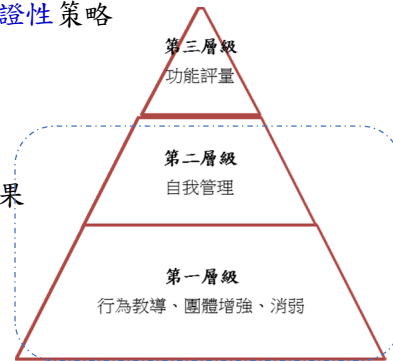 證性策略
第三層級
功能評量
第二層級
自我管理
果
第一層級
行為教導、團體增強、消弱